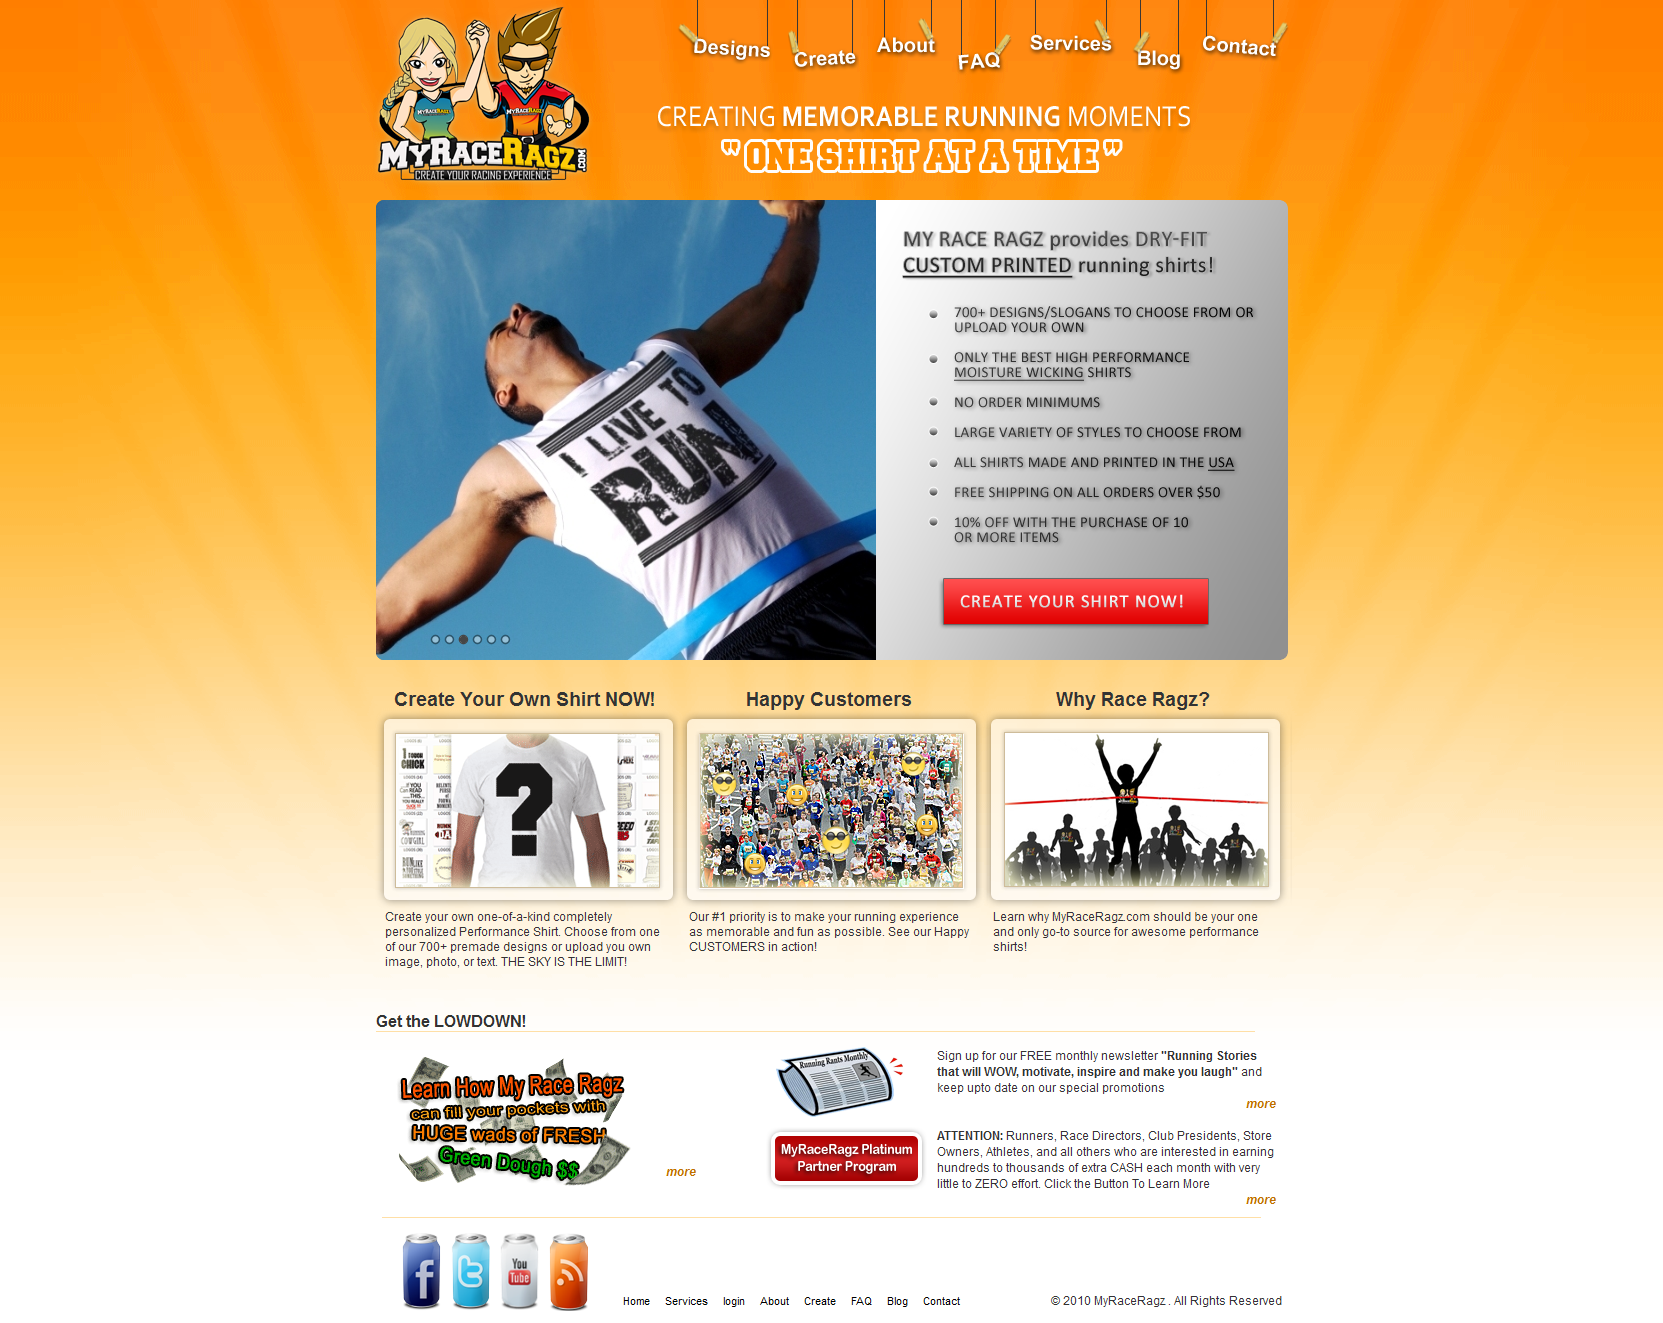 Designs
Create
About
FAQ
Services
Blog
Contact
MYRACERAGZ
MYRACERAGZ
MYRACERAGZ.COM
CREATE YOUR RACING EXPERIENCE
CREATING MEMORABLE RUNNING MOMENTS
"ONE SHIRT AT A TIME"
I LIVE TO
RUN
MY RACE RAGZ provides DRY-FIT
CUSTOM PRINTED running shirts!
700+ DESIGNS/SLOGANS TO CHOOSE FROM OR
UPLOAD YOUR OWN
ONLY THE BEST HIGH PERFORMANCE
MOISTURE WICKING SHIRTS
NO ORDER MINIMUMS
LARGE VARIETY OF STYLES TO CHOOSE FROM
ALL SHIRTS MADE AND PRINTED IN THE USA
FREE SHIPPING ON ALL ORDERS OVER $50
10% OFF WITH THE PURCHASE OF 10
OR MORE ITEMS
CREATE YOUR SHIRT NOW!
Create Your Own Shirt NOW!
1 TOUGH
CHICK
?
Create your own one-of-a-kind completely
personalized Performance Shirt. Choose from one
of our 700+ premade designs or upload you own
image, photo, or text. THE SKY IS THE LIMIT!
Happy Customers
Our #1 priority is to make your running experience
as memorable and fun as possible. See our Happy
CUSTOMERS in action!
Why Race Ragz?
Learn why MyRaceRagz.com should be your one
and only go-to source for awesome performance
shirts!
Get the LOWDOWN!
Learn How My Race Ragz
can fill your pockets with
HUGE wads of FRESH
Green Dough $$
more
Running Rants Monthly
Sign up for our FREE monthly newsletter "Running Stories
that will WOW, motivate, inspire and make you laugh" and
keep upto date on our special promotions
more
MyRaceRagz Platinum
Partner Program
ATTENTION: Runners, Race Directors, Club Presidents, Store
Owners, Athletes, and all others who are interested in earning
hundreds to thousands of extra CASH each month with very
little to ZERO effort. Click the Button To Learn More
more
f
t
You
Tube
Home Services login About Create FAQ Blog Contact
© 2010 MyRaceRagz . All Rights Reserved